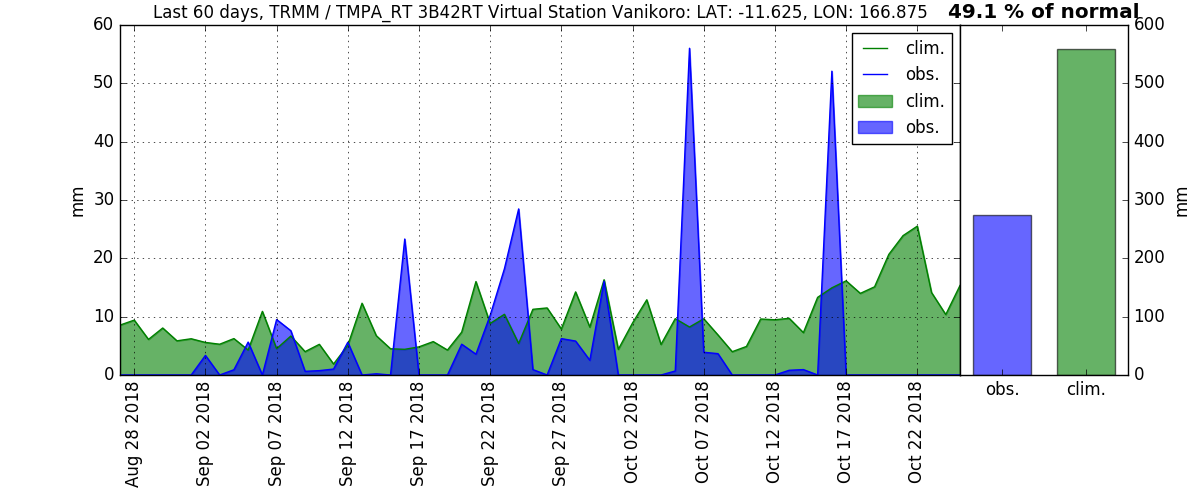 Last 60 days, TRMM / TMPA_RT 3B42RT Virtual Station Vanikoro: LAT: -11.625, LON: 166.875
49.1 % of normal
60
50
40
30
20
10
0
mm
clim.
obs.
clim.
obs.
600
500
400
300
200
100
0
mm
Aug 28 2018
Sep 02 2018
Sep 07 2018
Sep 12 2018
Sep 17 2018
Sep 22 2018
Sep 27 2018
Oct 02 2018
Oct 07 2018
Oct 12 2018
Oct 17 2018
Oct 22 2018
obs.
clim.